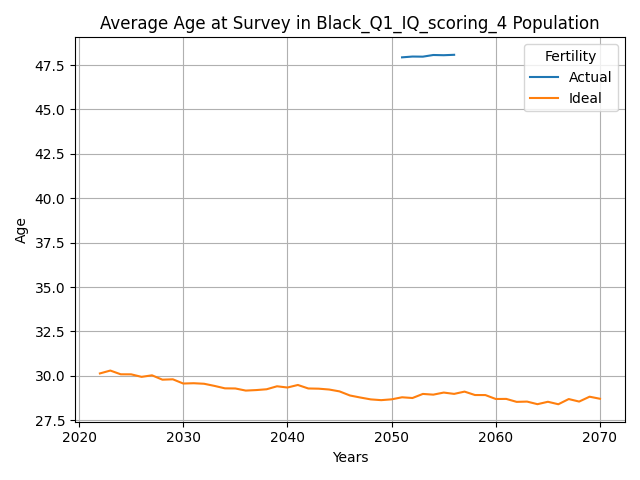 Average Age at Survey in Black_Q1_IQ_scoring_4 Population
Fertility
Actual
Ideal
47.5
45.0
42.5
40.0
37.5
35.0
32.5
30.0
27.5
Age
2020 2030 2040 2050 2060 2070
Years